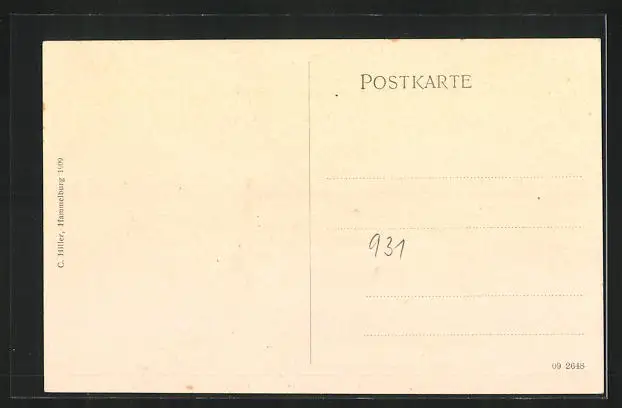 POSTKARTE
C. Hiller, Hammelburg 1909
931
09 2648